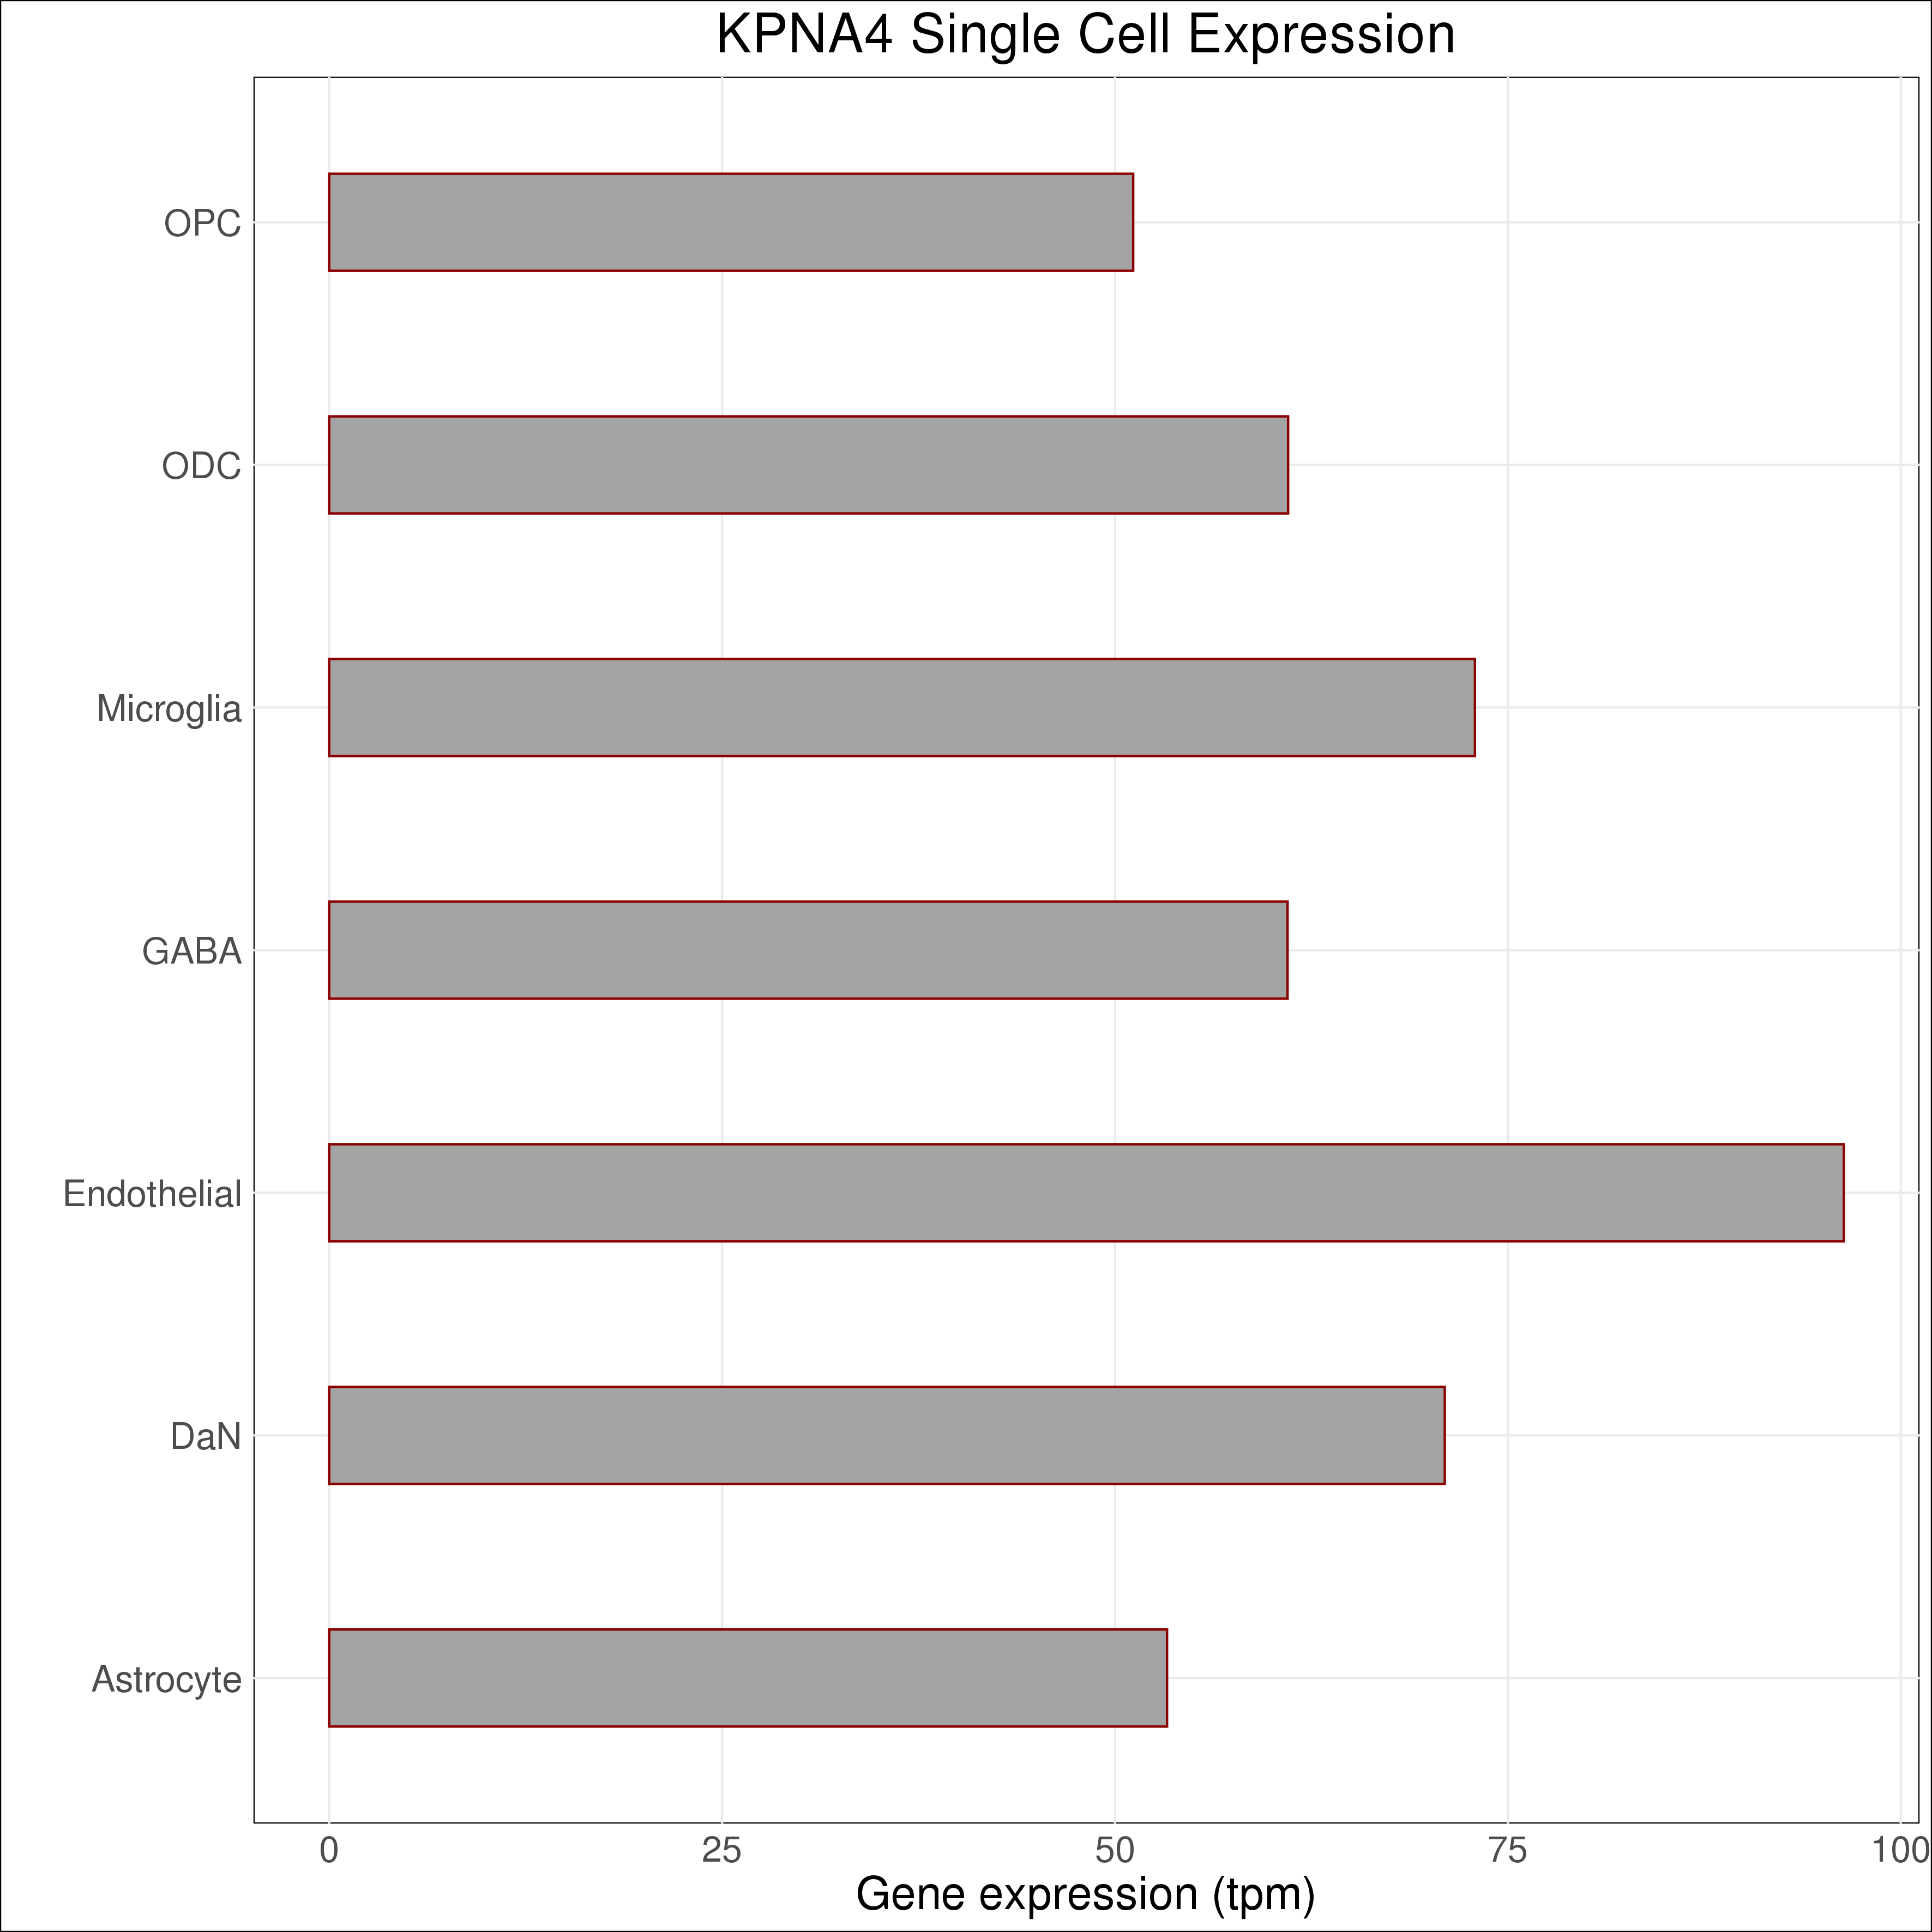 KPNA4 Single Cell Expression
OPC
ODC
Microglia
GABA
Endothelial
DaN
Astrocyte
0 25 50 75 100
Gene expression (tpm)